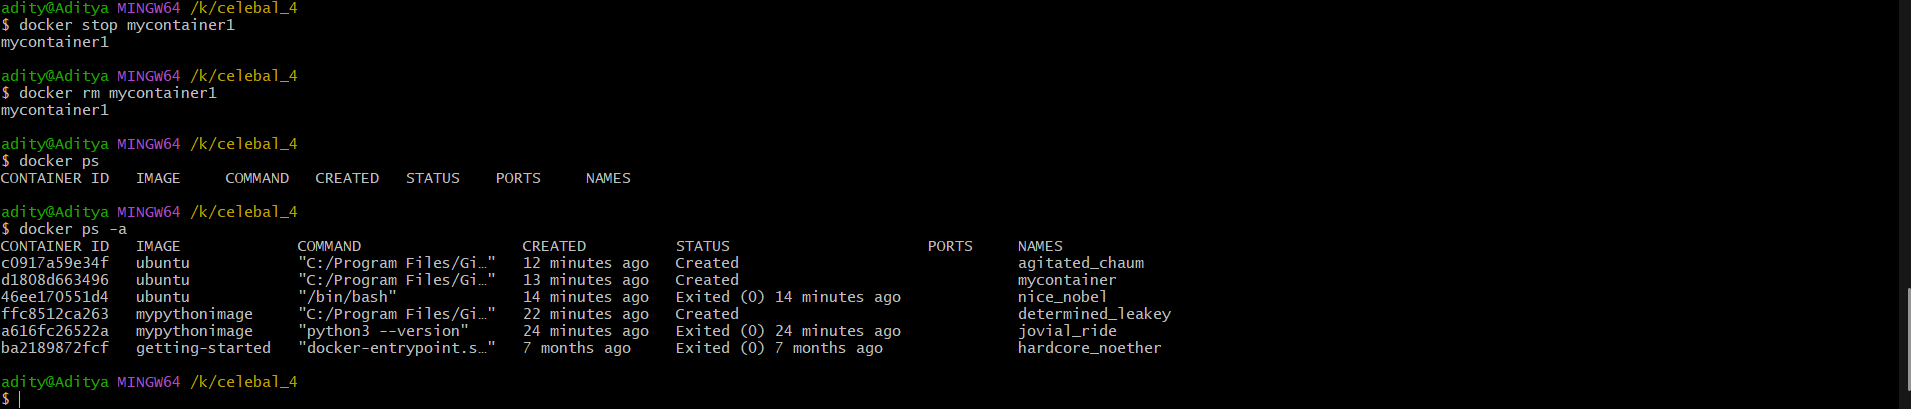 adity@Aditya MINGW64 /k/celebal_4
$ docker stop mycontainer1
mycontainer1

adity@Aditya MINGW64 /k/celebal_4
$ docker rm mycontainer1
mycontainer1

adity@Aditya MINGW64 /k/celebal_4
$ docker ps
CONTAINER ID   IMAGE     COMMAND   CREATED   STATUS    PORTS     NAMES

adity@Aditya MINGW64 /k/celebal_4
$ docker ps -a
CONTAINER ID   IMAGE             COMMAND                  CREATED          STATUS                      PORTS     NAMES
c0917a59e34f   ubuntu            "C:/Program Files/Gi…"   12 minutes ago   Created                               agitated_chaum
d1808d663496   ubuntu            "C:/Program Files/Gi…"   13 minutes ago   Created                               mycontainer
46ee170551d4   ubuntu            "/bin/bash"              14 minutes ago   Exited (0) 14 minutes ago             nice_nobel
ffc8512ca263   mypythonimage     "C:/Program Files/Gi…"   22 minutes ago   Created                               determined_leakey
a616fc26522a   mypythonimage     "python3 --version"      24 minutes ago   Exited (0) 24 minutes ago             jovial_ride
ba2189872fcf   getting-started   "docker-entrypoint.s…"   7 months ago     Exited (0) 7 months ago               hardcore_noether

adity@Aditya MINGW64 /k/celebal_4
$